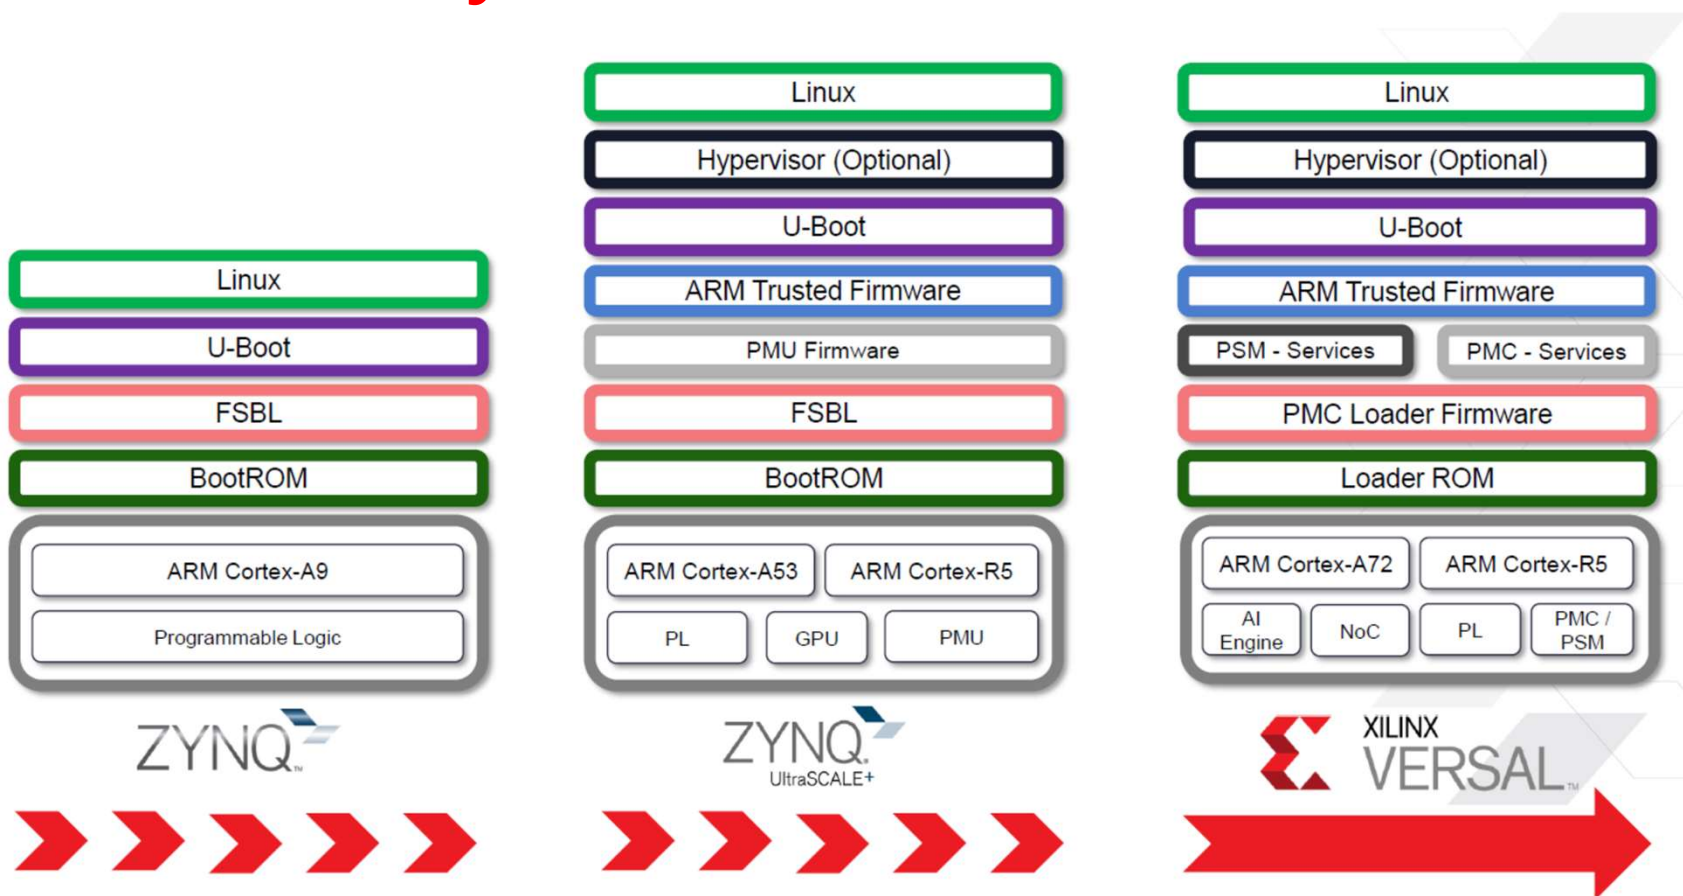 Linux
U-Boot
FSBL
BootROM
ARM Cortex-A9
Programmable Logic
ZYNQ™
Linux
Hypervisor (Optional)
U-Boot
ARM Trusted Firmware
PMU Firmware
FSBL
BootROM
ARM Cortex-A53
ARM Cortex-R5
PL
GPU
PMU
ZYNQ.
UltraSCALE+
Linux
Hypervisor (Optional)
U-Boot
ARM Trusted Firmware
PSM - Services
PMC - Services
PMC Loader Firmware
Loader ROM
ARM Cortex-A72
ARM Cortex-R5
AI
Engine
NoC
PL
PMC /
PSM
XILINX
VERSAL™